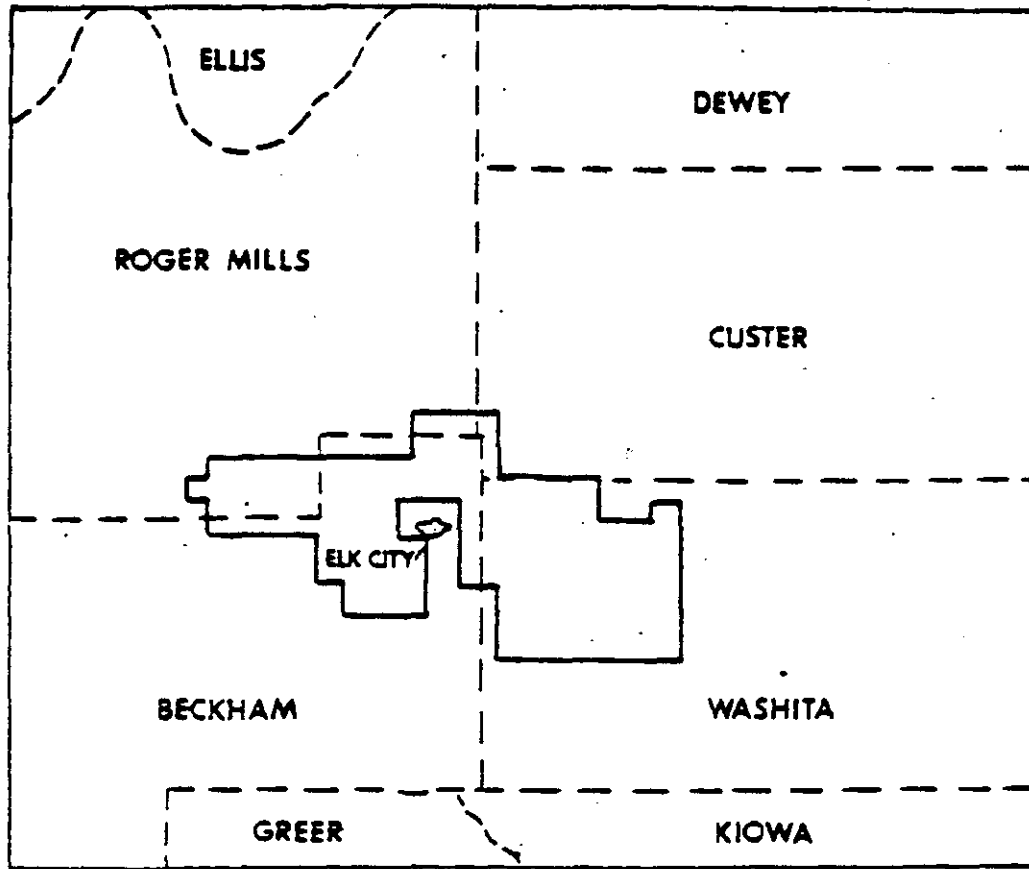 ELLIS
DEWEY
ROGER MILLS
CUSTER
ELK CITY
BECKHAM
WASHITA
GREER
KIOWA